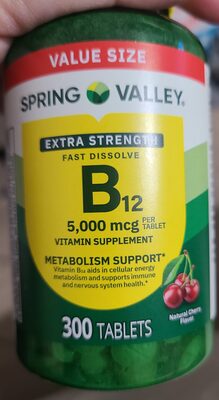 VALUE SIZE
SPRING VALLEY®
EXTRA STRENGTH
FAST DISSOLVE
B12
5,000 mcg PER TABLET
VITAMIN SUPPLEMENT
METABOLISM SUPPORT*
Vitamin B12 aids in cellular energy
metabolism and supports immune
and nervous system health.*
Natural Cherry
Flavor
300 TABLETS